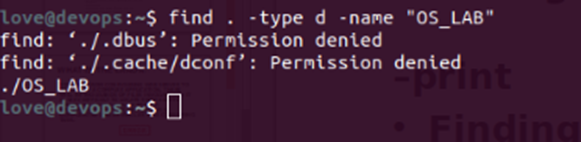 love@devops:~$ find . -type d -name "OS_LAB"
find: ‘./.dbus’: Permission denied
find: ‘./.cache/dconf’: Permission denied
./OS_LAB
love@devops:~$
-print
• Finding